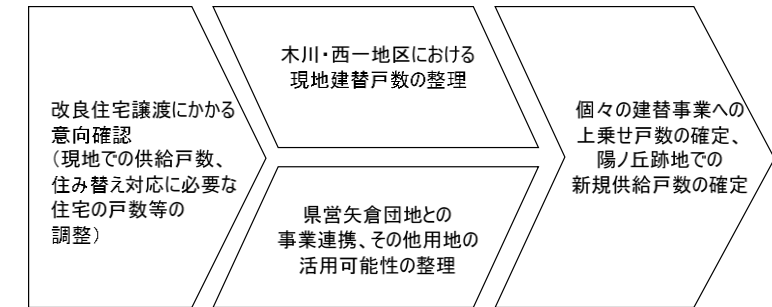 改良住宅譲渡にかかる
意向確認
（現地での供給戸数、
住み替え対応に必要な
住宅の戸数等の
調整）
木川・西一地区における
現地建替戸数の整理
県営矢倉団地との
事業連携、その他用地の
活用可能性の整理
個々の建替事業への
上乗せ戸数の確定、
陽ノ丘跡地での
新規供給戸数の確定